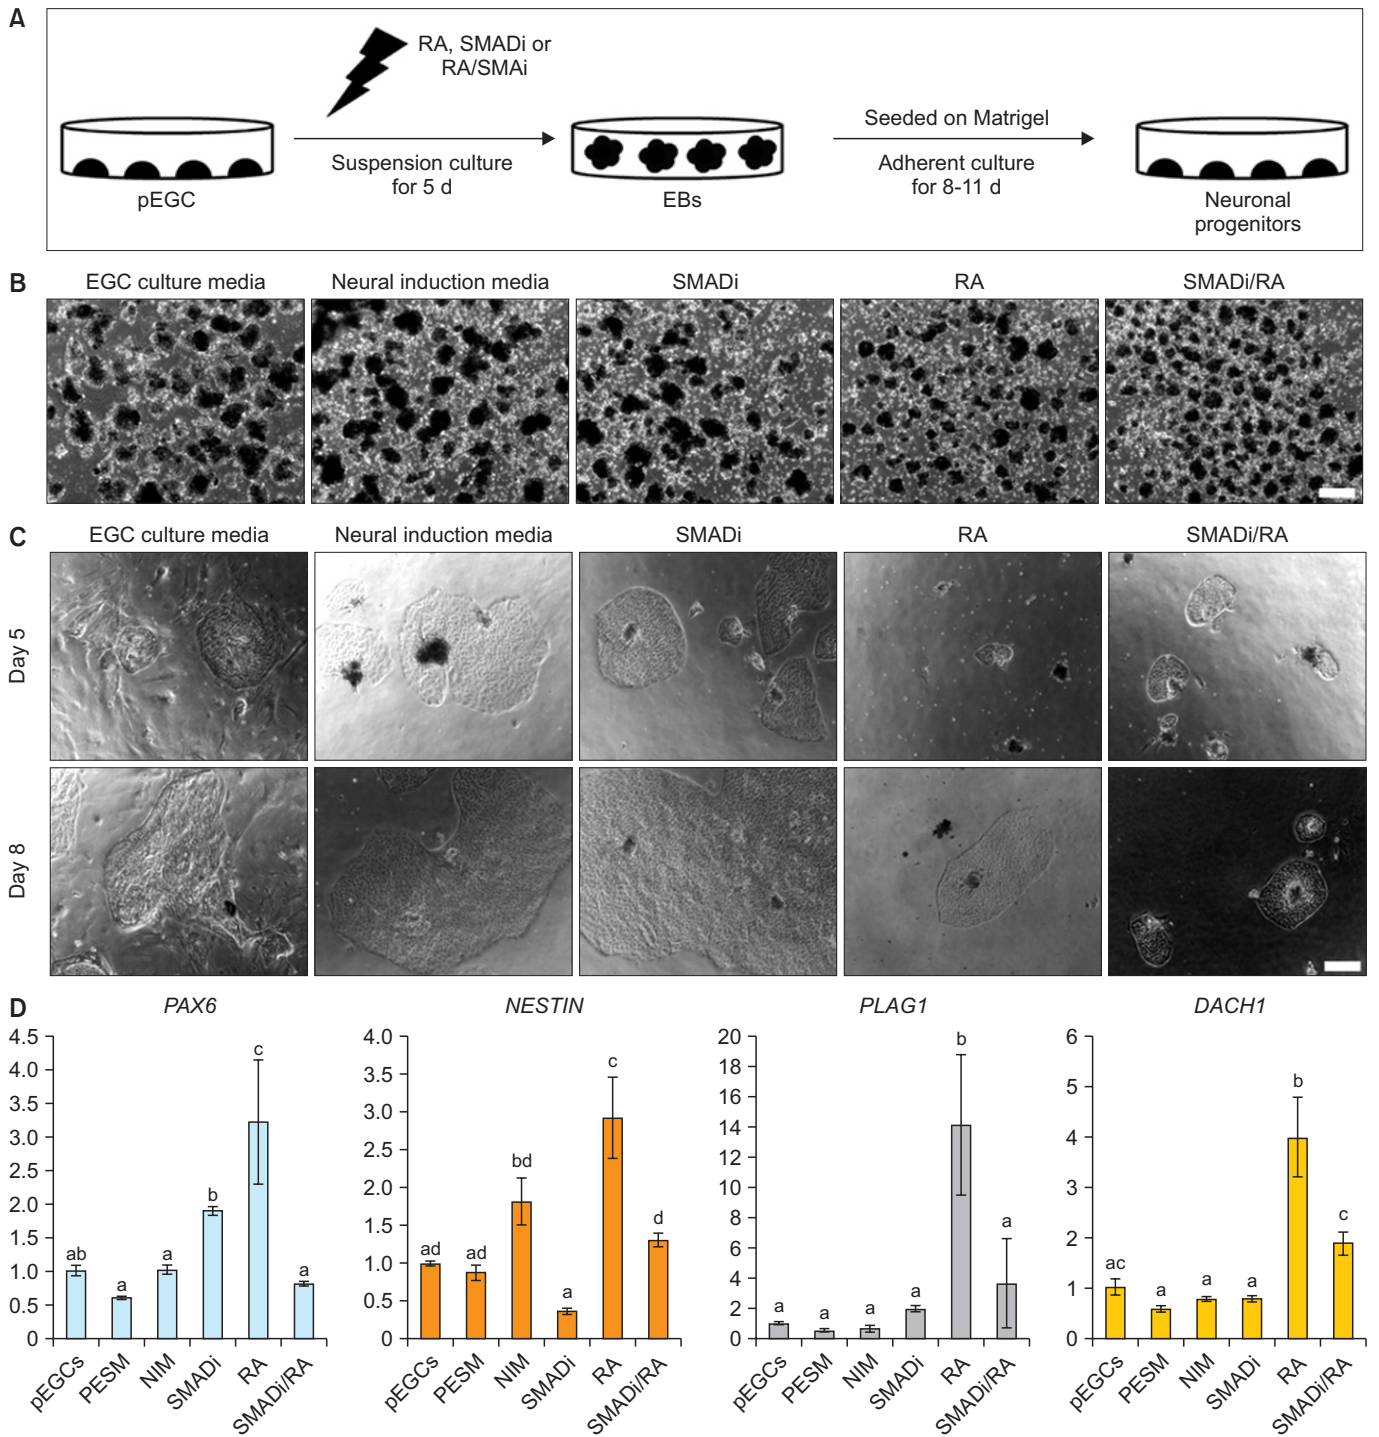 A
RA, SMADi or
RA/SMAi
Suspension culture
for 5 d
Seeded on Matrigel
Adherent culture
for 8-11 d
pEGC
EBs
Neuronal
progenitors
B
EGC culture media
Neural induction media
SMADi
RA
SMADi/RA
C
EGC culture media
Neural induction media
SMADi
RA
SMADi/RA
Day 5
Day 8
D
PAX6
4.5
4.0
3.5
3.0
2.5
2.0
1.5
1.0
0.5
0
ab
a
a
b
c
a
pEGCs
PESM
NIM
SMADi
RA
SMADi/RA
NESTIN
4.0
3.5
3.0
2.5
2.0
1.5
1.0
0.5
0
ad
ad
bd
a
c
d
pEGCs
PESM
NIM
SMADi
RA
SMADi/RA
PLAG1
20
18
16
14
12
10
8
6
4
2
0
a
a
a
a
b
a
pEGCs
PESM
NIM
SMADi
RA
SMADi/RA
DACH1
6
5
4
3
2
1
0
ac
a
a
a
b
c
pEGCs
PESM
NIM
SMADi
RA
SMADi/RA